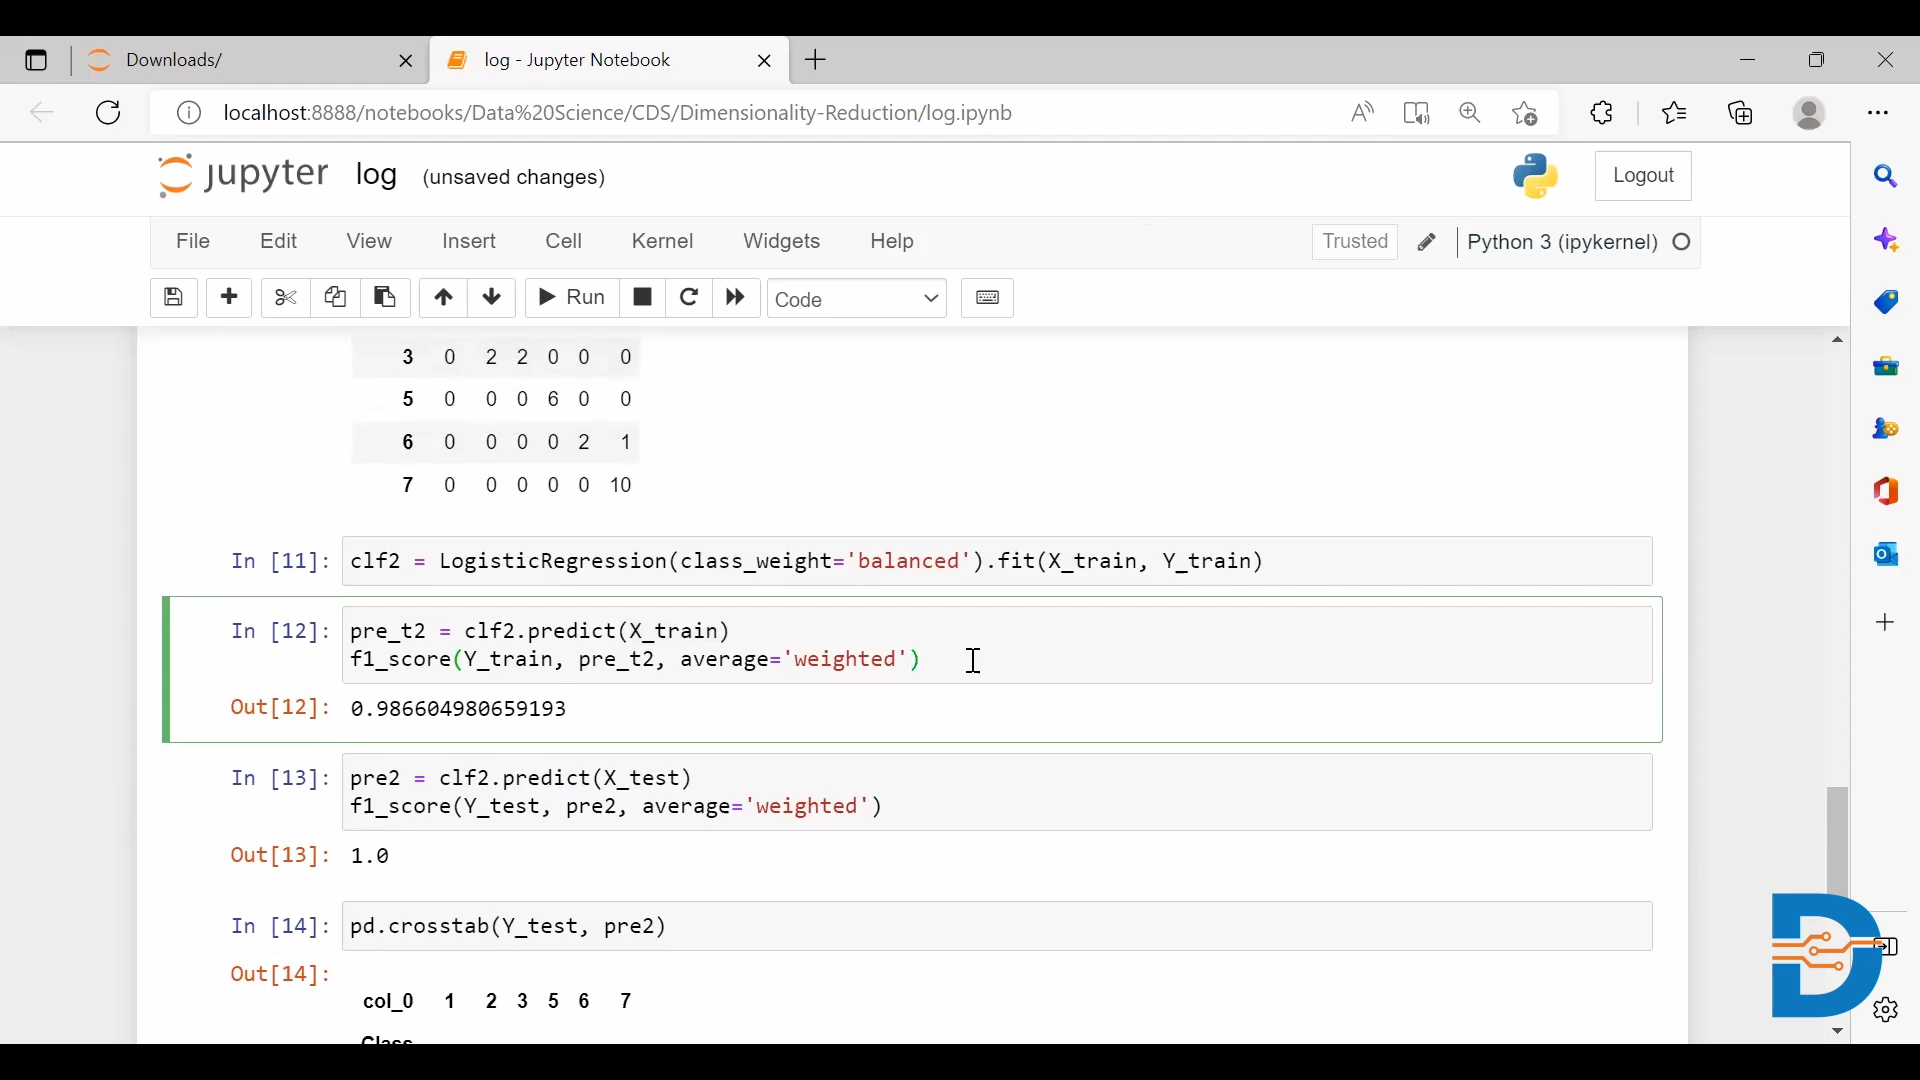 Downloads/
log - Jupyter Notebook
localhost:8888/notebooks/Data%20Science/CDS/Dimensionality-Reduction/log.ipynb
jupyter log (unsaved changes)
Logout
File Edit View Insert Cell Kernel Widgets Help
Trusted
Python 3 (ipykernel)
Run
Code
3 0 2 2 0 0 0
5 0 0 0 6 0 0
6 0 0 0 0 2 1
7 0 0 0 0 0 10
In [11]: clf2 = LogisticRegression(class_weight='balanced').fit(X_train, Y_train)
In [12]: pre_t2 = clf2.predict(X_train)
f1_score(Y_train, pre_t2, average='weighted')
Out[12]: 0.986604980659193
In [13]: pre2 = clf2.predict(X_test)
f1_score(Y_test, pre2, average='weighted')
Out[13]: 1.0
In [14]: pd.crosstab(Y_test, pre2)
Out[14]:
col_0 1 2 3 5 6 7
Class